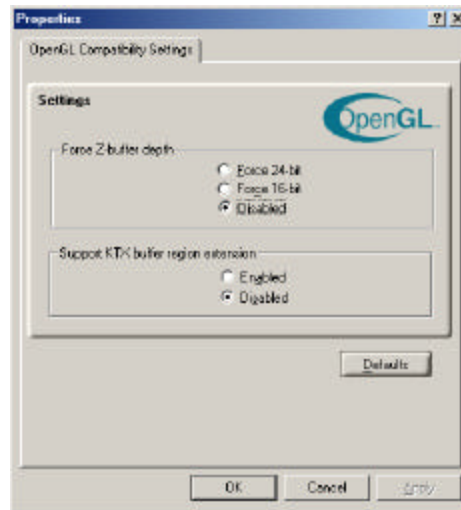 Properties
? X
OpenGL Compatibility Settings
Settings
OpenGL
Force Z-buffer depth
Force 24-bit
Force 16-bit
Disabled
Support KTX buffer region extension
Enabled
Disabled
Defaults
OK Cancel Apply